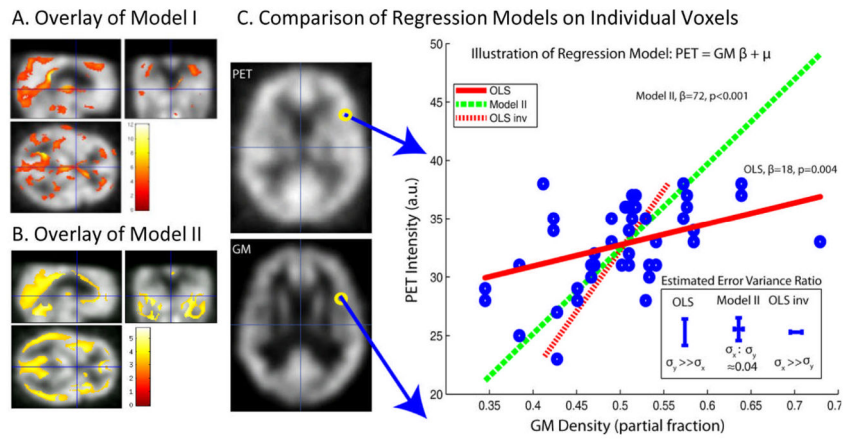 A. Overlay of Model I
C. Comparison of Regression Models on Individual Voxels
12
10
8
6
4
2
0
B. Overlay of Model II
5
4
3
2
1
0
PET
GM
Illustration of Regression Model: PET = GM β + μ
OLS
Model II
OLS inv
Model II, β=72, p<0.001
OLS, β=18, p=0.004
PET Intensity (a.u.)
50
45
40
35
30
25
20
Estimated Error Variance Ratio
OLS Model II OLS inv
σy>>σx
σx : σy
≈0.04
σx>>σy
0.35 0.4 0.45 0.5 0.55 0.6 0.65 0.7 0.7
GM Density (partial fraction)